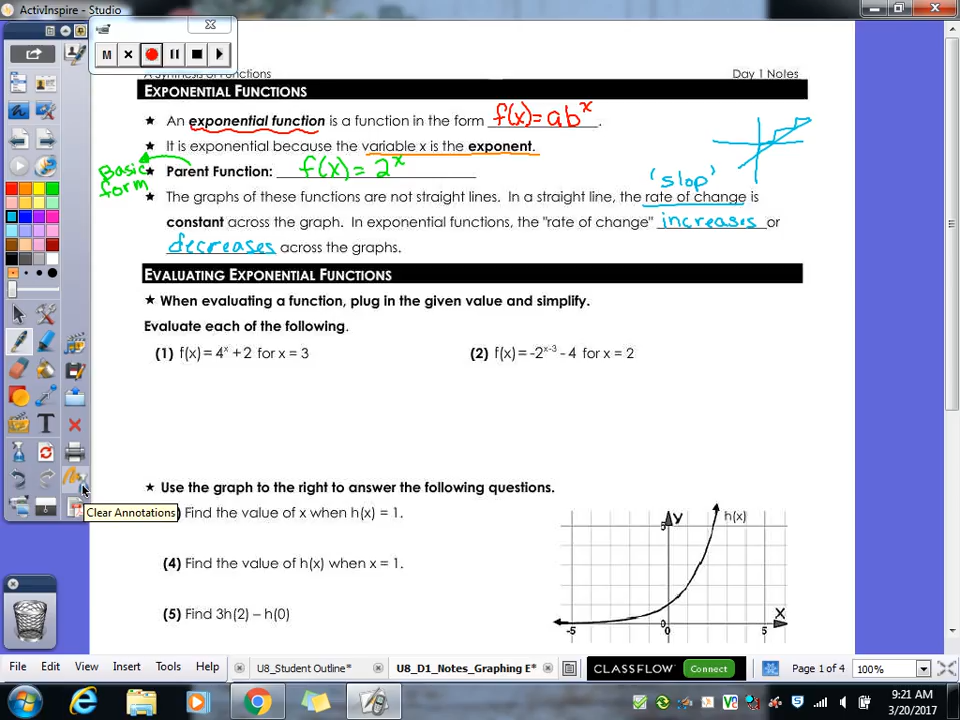 ActivInspire - Studio
M
A Synthesis of Functions
Day 1 Notes
EXPONENTIAL FUNCTIONS
★ An exponential function is a function in the form f(x)=abˣ.
★ It is exponential because the variable x is the exponent.
Basic form
★ Parent Function: f(x)=2ˣ
'slop'
★ The graphs of these functions are not straight lines. In a straight line, the rate of change is
constant across the graph. In exponential functions, the "rate of change" increases or
decreases across the graphs.
EVALUATING EXPONENTIAL FUNCTIONS
★ When evaluating a function, plug in the given value and simplify.
Evaluate each of the following.
(1) f(x) = 4ˣ + 2 for x = 3
(2) f(x) = -2ˣ⁻³ - 4 for x = 2
★ Use the graph to the right to answer the following questions.
Clear Annotations
) Find the value of x when h(x) = 1.
(4) Find the value of h(x) when x = 1.
(5) Find 3h(2) – h(0)
5 Y h(x)
X
-5 0 0 5
File Edit View Insert Tools Help
U8_Student Outline* U8_D1_Notes_Graphing E* CLASSFLOW Connect Page 1 of 4 100%
9:21 AM
3/20/2017